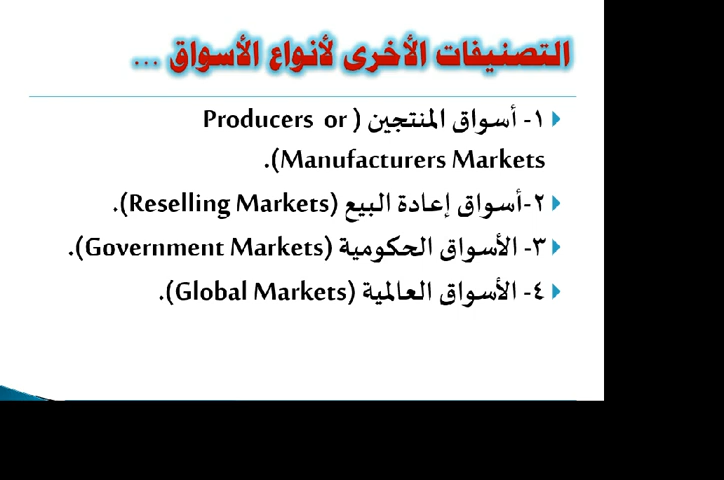 التصنيفات الأخرى لأنواع الأسواق ...
١- أسواق المنتجين (Producers or
Manufacturers Markets).
٢-أسواق إعادة البيع (Reselling Markets).
٣- الأسواق الحكومية (Government Markets).
٤- الأسواق العالمية (Global Markets).